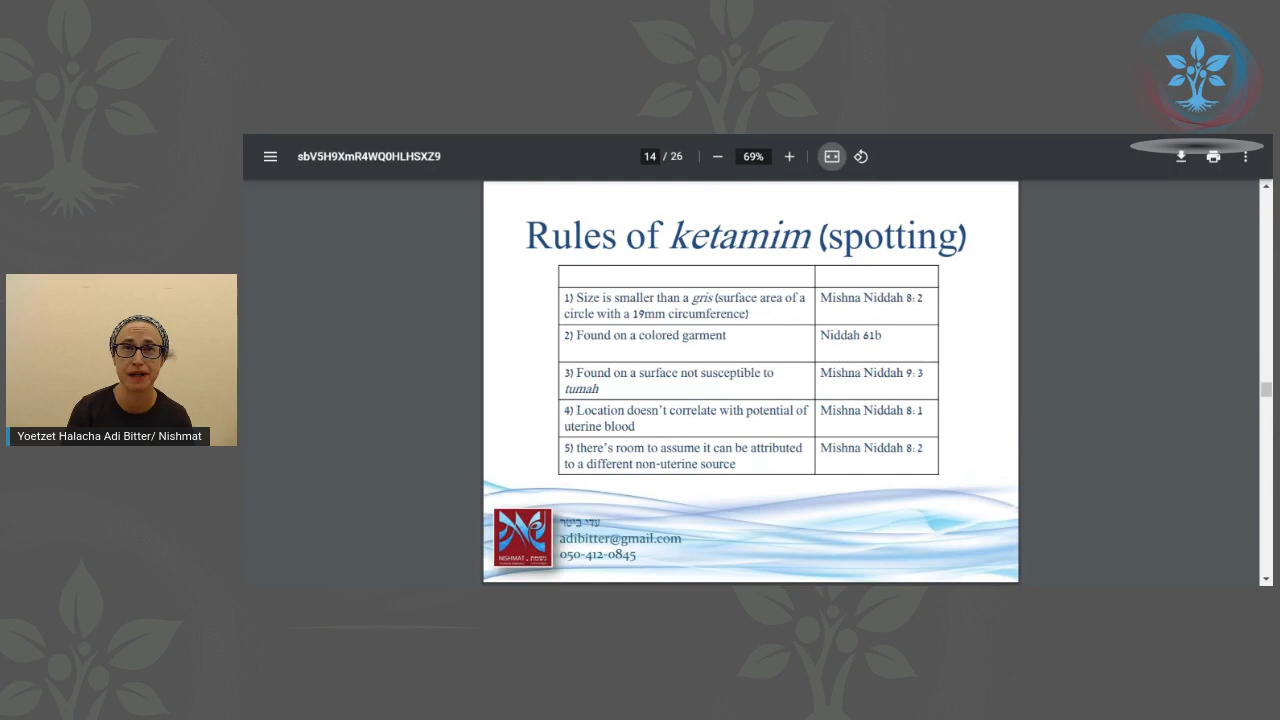 sbV5H9XmR4WQ0HLHSXZ9
14 / 26
69%
Rules of ketamim (spotting)
1) Size is smaller than a gris (surface area of a
circle with a 19mm circumference)
Mishna Niddah 8: 2
2) Found on a colored garment
Niddah 61b
3) Found on a surface not susceptible to
tumah
Mishna Niddah 9: 3
4) Location doesn't correlate with potential of
uterine blood
Mishna Niddah 8: 1
5) there's room to assume it can be attributed
to a different non-uterine source
Mishna Niddah 8: 2
עדי ביטר
adibitter@gmail.com
050-412-0845
NISHMAT
Yoetzet Halacha Adi Bitter/ Nishmat